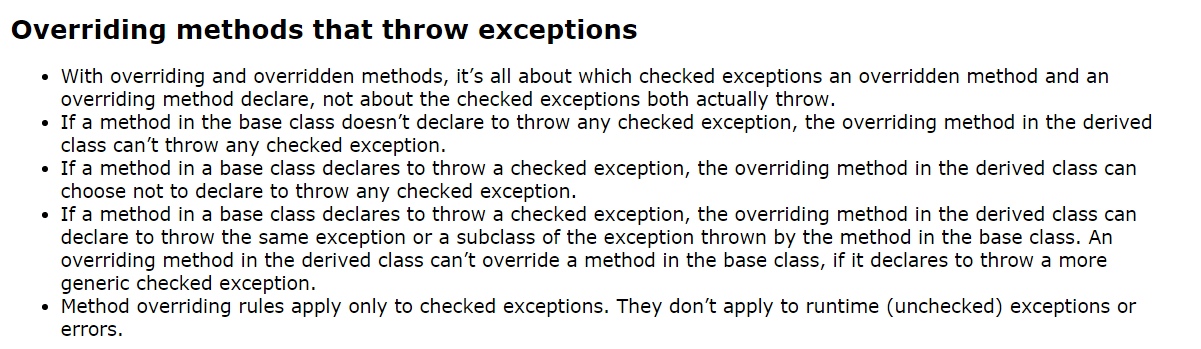 Overriding methods that throw exceptions
• With overriding and overridden methods, it’s all about which checked exceptions an overridden method and an
overriding method declare, not about the checked exceptions both actually throw.
• If a method in the base class doesn’t declare to throw any checked exception, the overriding method in the derived
class can’t throw any checked exception.
• If a method in a base class declares to throw a checked exception, the overriding method in the derived class can
choose not to declare to throw any checked exception.
• If a method in a base class declares to throw a checked exception, the overriding method in the derived class can
declare to throw the same exception or a subclass of the exception thrown by the method in the base class. An
overriding method in the derived class can’t override a method in the base class, if it declares to throw a more
generic checked exception.
• Method overriding rules apply only to checked exceptions. They don’t apply to runtime (unchecked) exceptions or
errors.